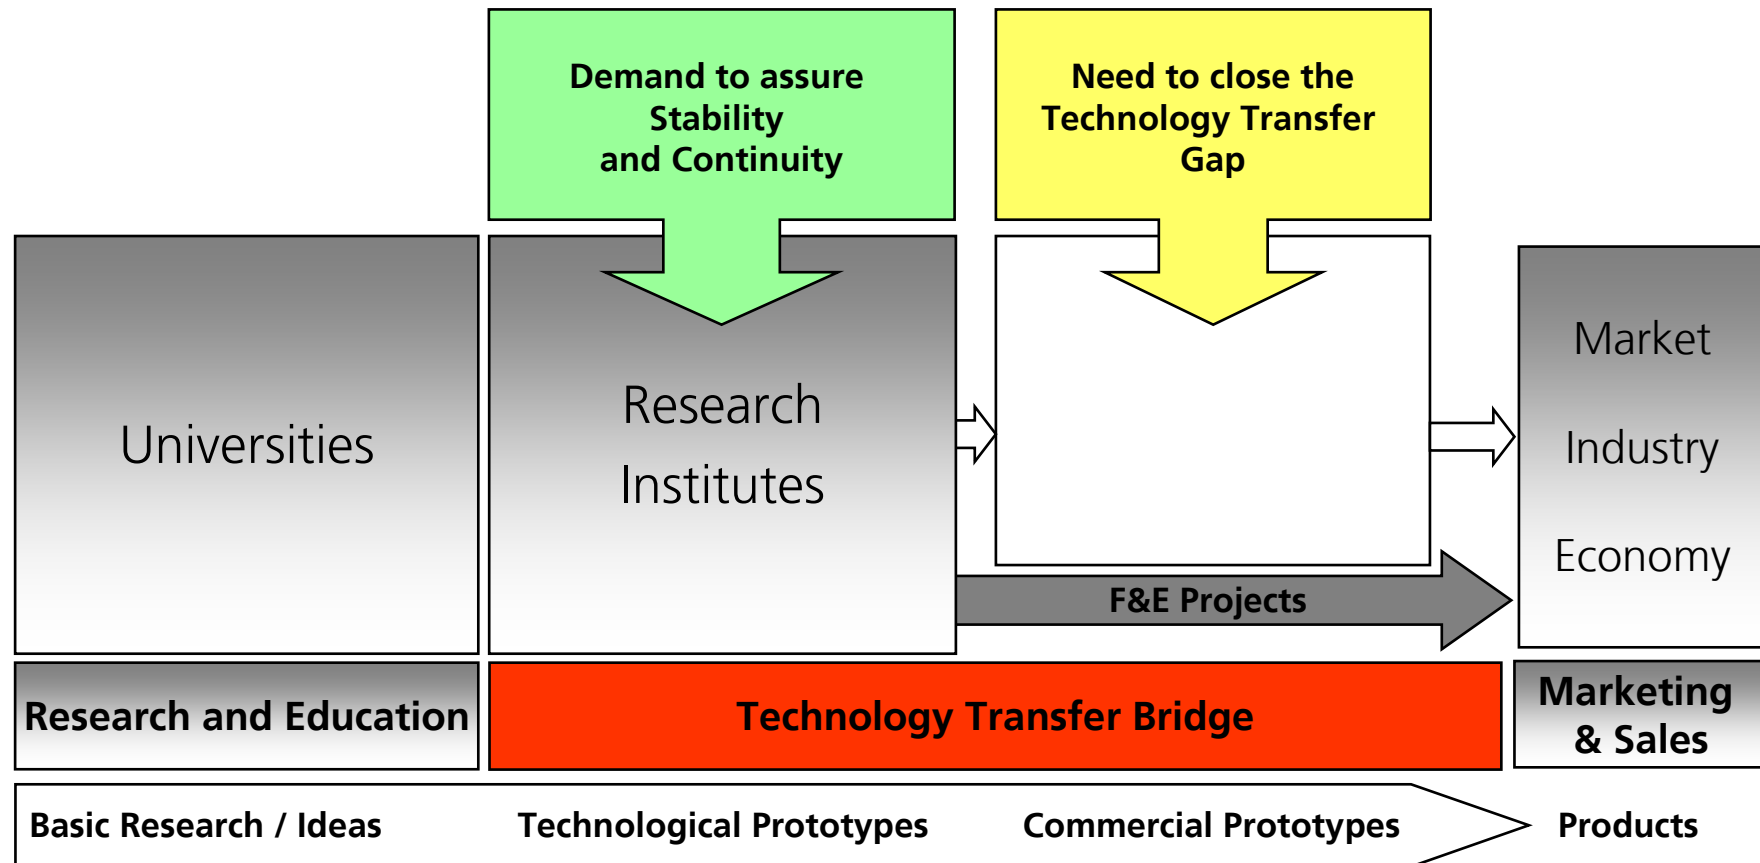 Demand to assure
Stability
and Continuity
Need to close the
Technology Transfer
Gap
Universities
Research
Institutes
Market
Industry
Economy
F&E Projects
Research and Education
Technology Transfer Bridge
Marketing
& Sales
Basic Research / Ideas
Technological Prototypes
Commercial Prototypes
Products